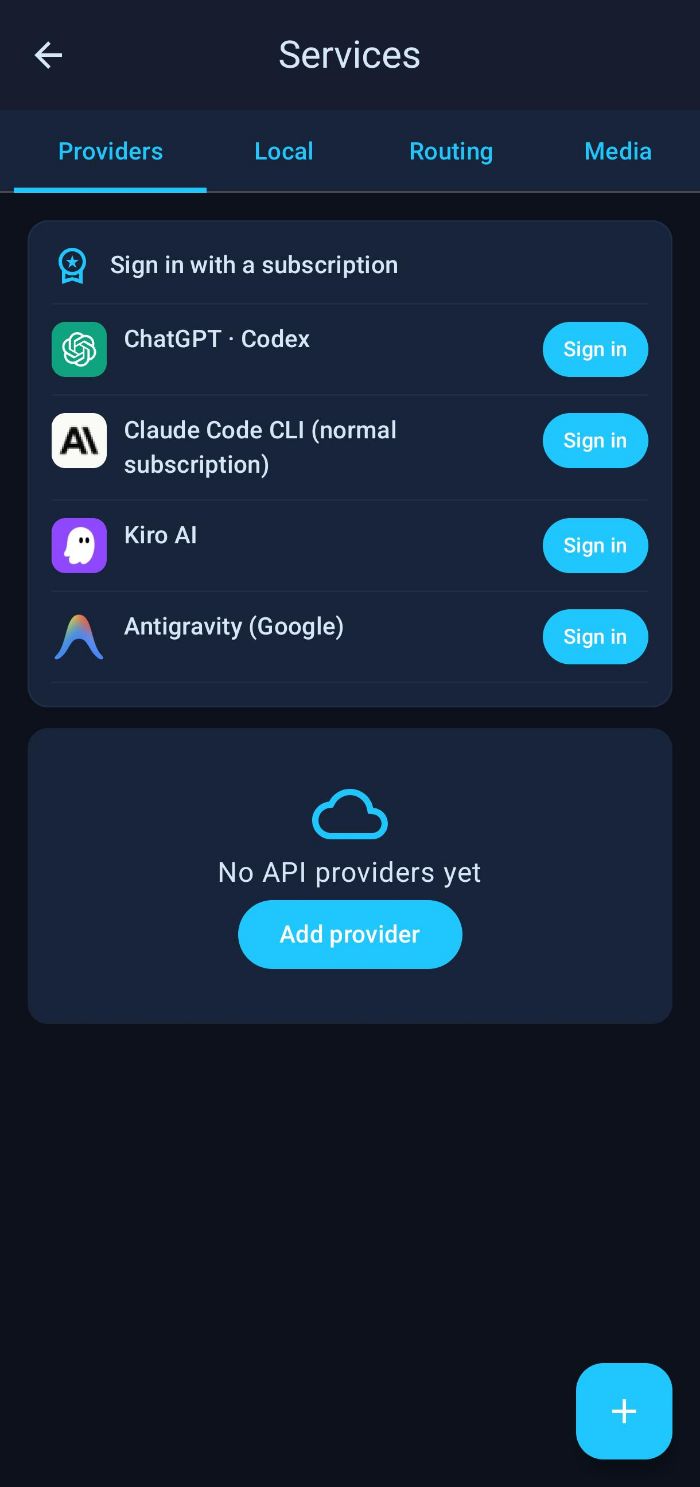 Services
Providers
Local
Routing
Media
Sign in with a subscription
ChatGPT · Codex
Sign in
Claude Code CLI (normal
subscription)
Sign in
Kiro AI
Sign in
Antigravity (Google)
Sign in
No API providers yet
Add provider